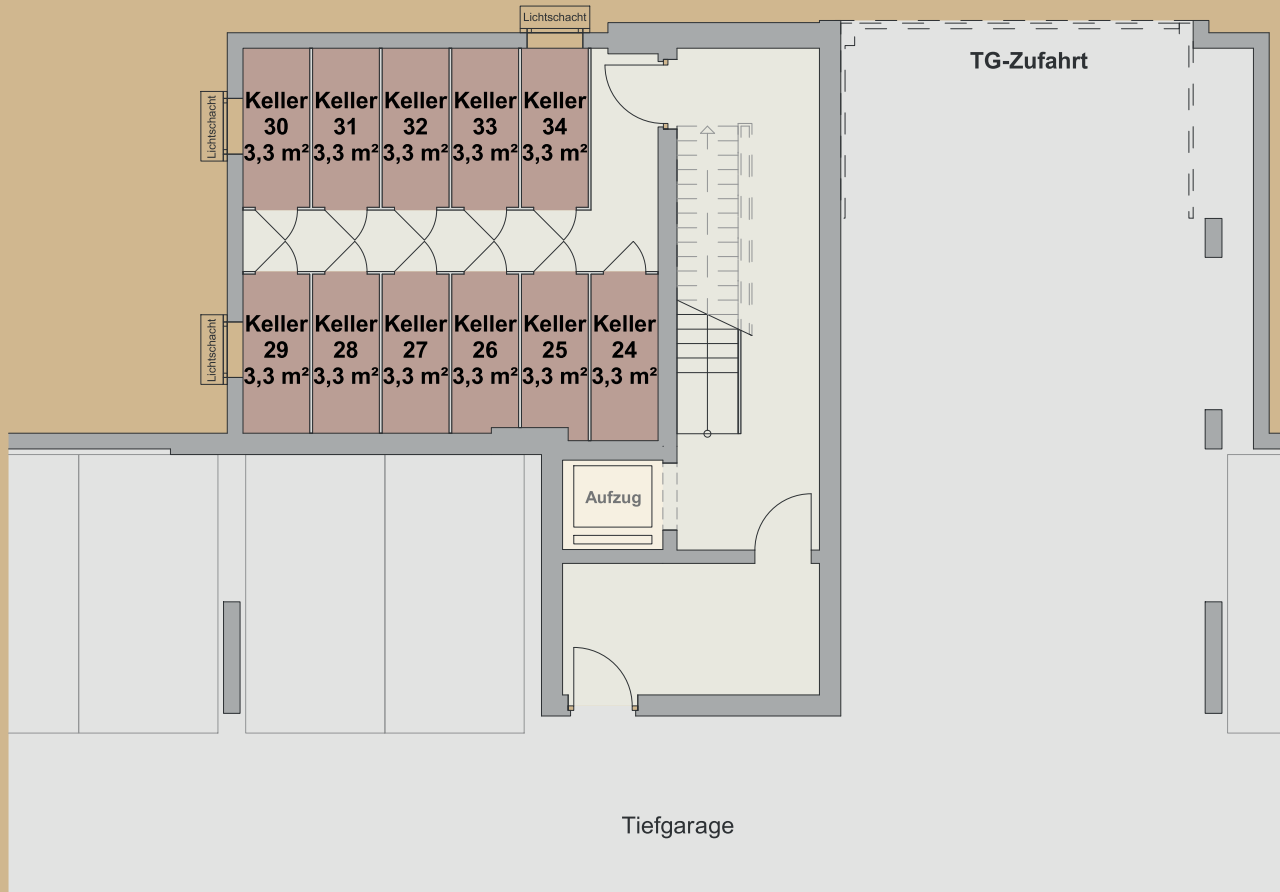 Lichtschacht
TG-Zufahrt
Lichtschacht
Keller
30
3,3 m²
Keller
31
3,3 m²
Keller
32
3,3 m²
Keller
33
3,3 m²
Keller
34
3,3 m²
Lichtschacht
Keller
29
3,3 m²
Keller
28
3,3 m²
Keller
27
3,3 m²
Keller
26
3,3 m²
Keller
25
3,3 m²
Keller
24
3,3 m²
Aufzug
Tiefgarage